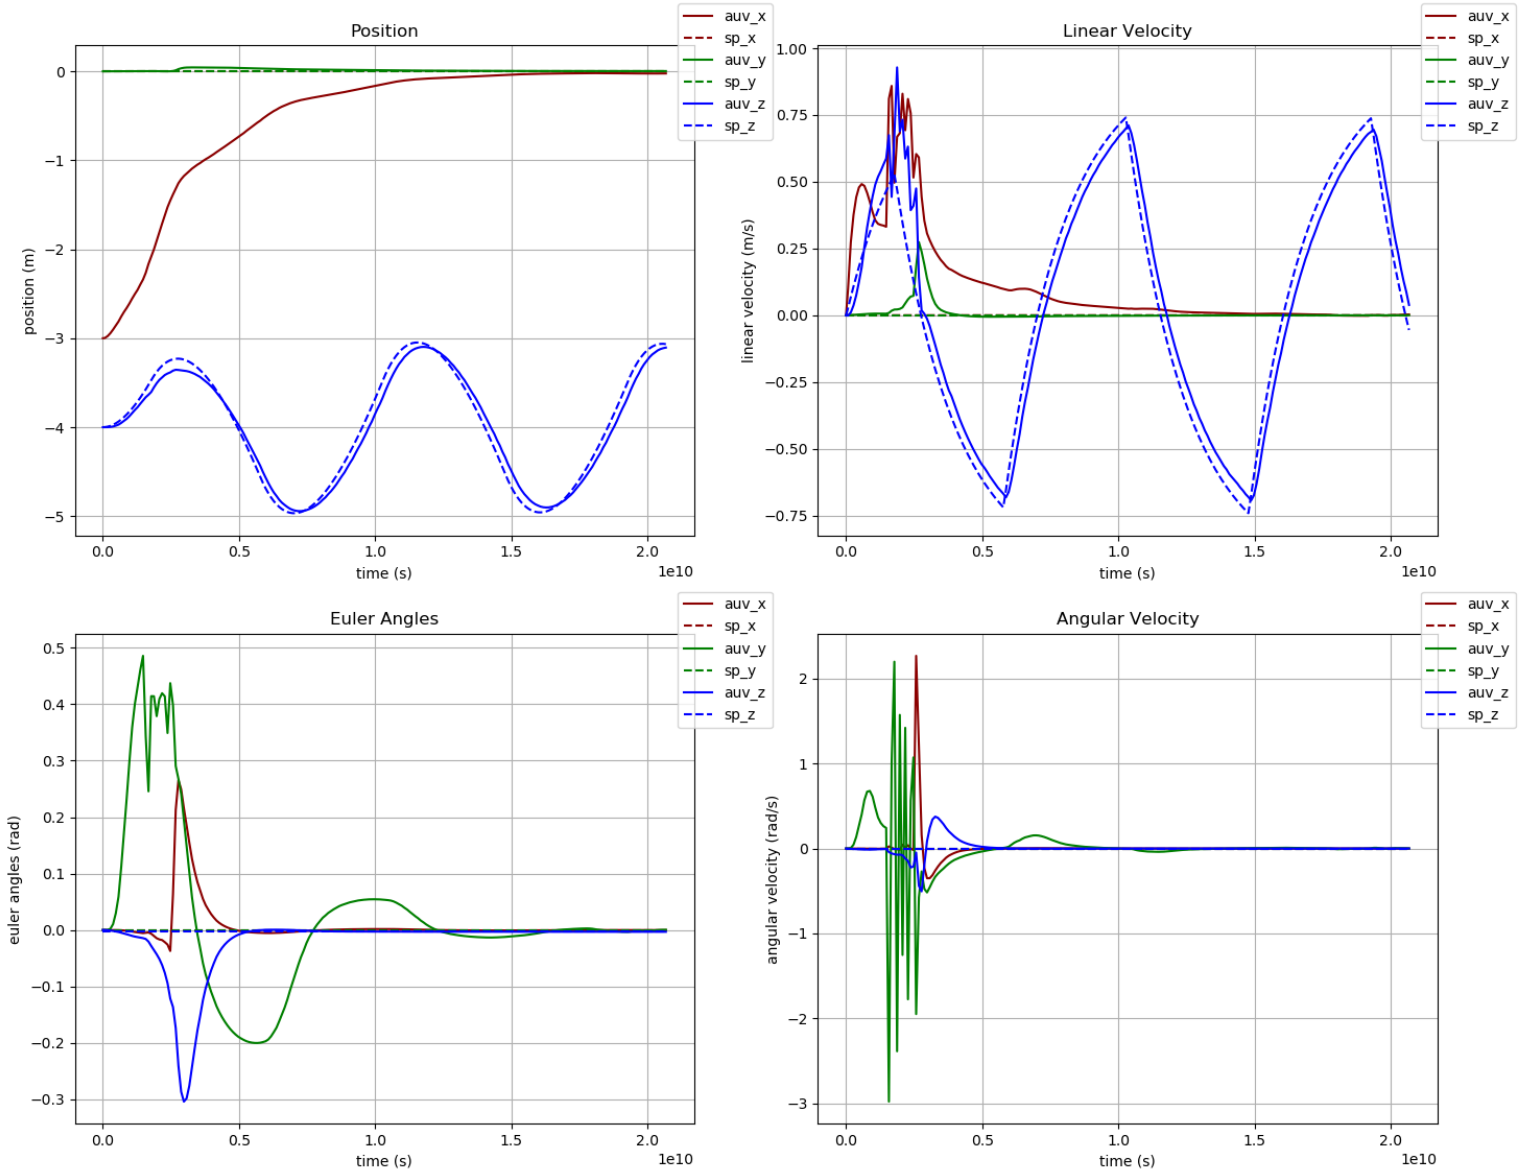 Position
auv_x
sp_x
auv_y
sp_y
auv_z
sp_z
position (m)
0
−1
−2
−3
−4
−5
0.0 0.5 1.0 1.5 2.0
1e10
time (s)
Linear Velocity
auv_x
sp_x
auv_y
sp_y
auv_z
sp_z
linear velocity (m/s)
1.00
0.75
0.50
0.25
0.00
−0.25
−0.50
−0.75
0.0 0.5 1.0 1.5 2.0
1e10
time (s)
Euler Angles
auv_x
sp_x
auv_y
sp_y
auv_z
sp_z
euler angles (rad)
0.5
0.4
0.3
0.2
0.1
0.0
−0.1
−0.2
−0.3
0.0 0.5 1.0 1.5 2.0
1e10
time (s)
Angular Velocity
auv_x
sp_x
auv_y
sp_y
auv_z
sp_z
angular velocity (rad/s)
2
1
0
−1
−2
−3
0.0 0.5 1.0 1.5 2.0
1e10
time (s)